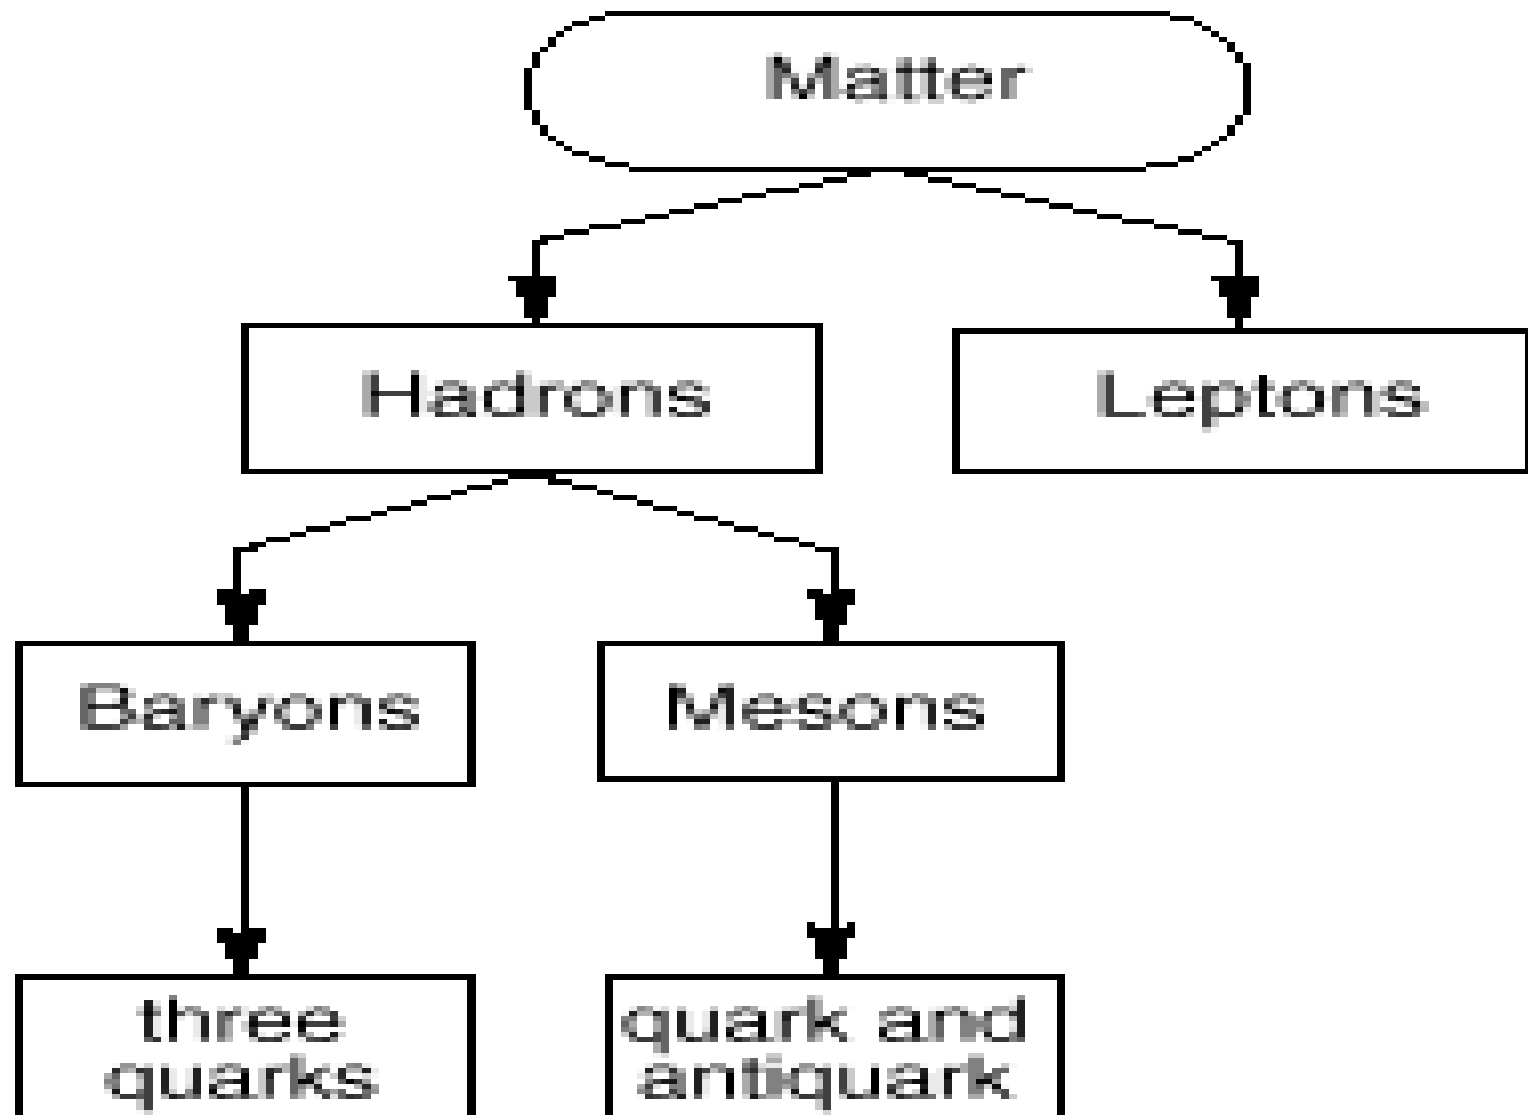 Matter
Hadrons
Leptons
Baryons
Mesons
three
quarks
quark and
antiquark